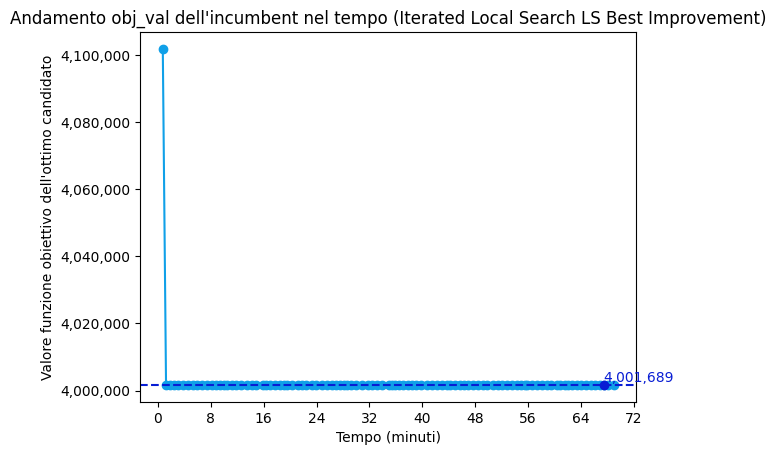 Andamento obj_val dell'incumbent nel tempo (Iterated Local Search LS Best Improvement)
Valore funzione obiettivo dell'ottimo candidato
4,100,000
4,080,000
4,060,000
4,040,000
4,020,000
4,000,000
4,001,689
0 8 16 24 32 40 48 56 64 72
Tempo (minuti)